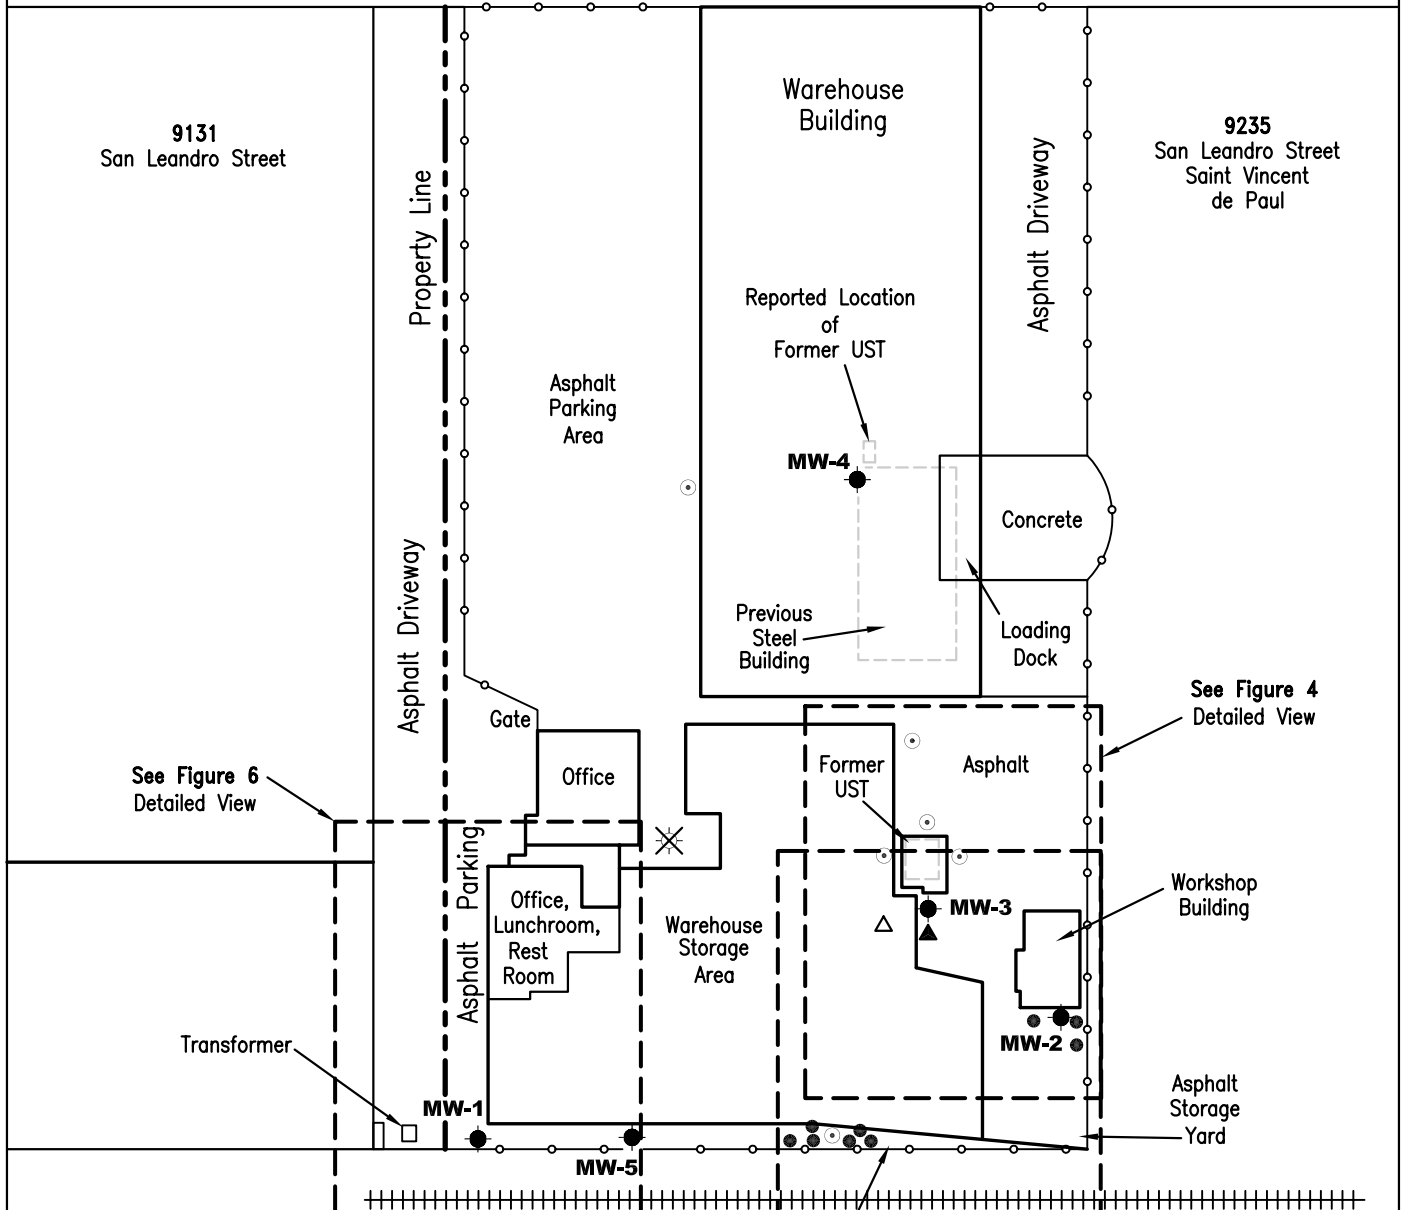 Warehouse
Building
9131
San Leandro Street
9235
San Leandro Street
Saint Vincent
de Paul
Property Line
Asphalt Driveway
Reported Location
of
Former UST
Asphalt
Parking
Area
MW-4
Concrete
Asphalt Driveway
Previous
Steel
Building
Loading
Dock
See Figure 4
Detailed View
Gate
Office
Former
UST
Asphalt
See Figure 6
Detailed View
Asphalt Parking
Office,
Lunchroom,
Rest
Room
Warehouse
Storage
Area
MW-3
Workshop
Building
MW-2
Transformer
MW-1
MW-5
Asphalt
Storage
Yard